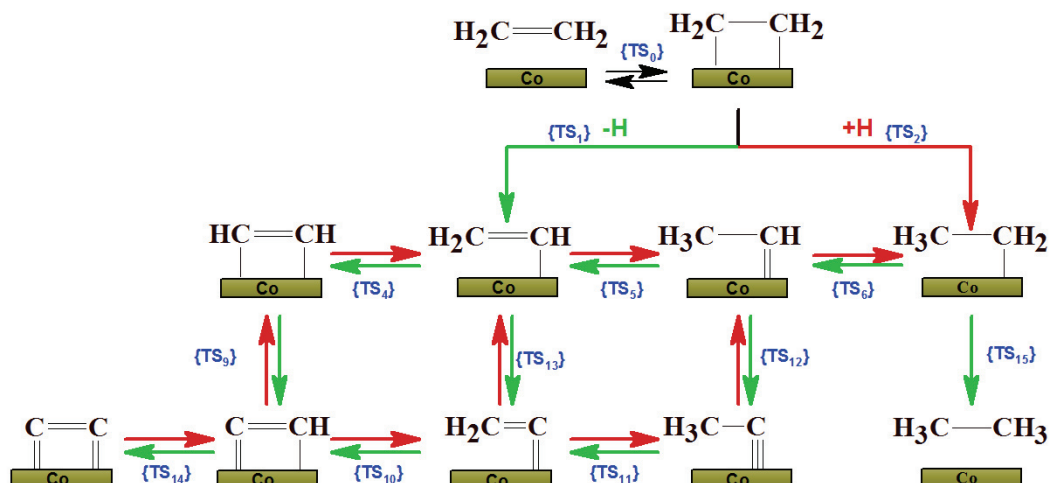 H₂C CH₂ H₂C CH₂
{TS₀}
Co Co
{TS₁} -H +H {TS₂}
HC CH H₂C CH H₃C CH H₃C CH₂
Co {TS₄} Co {TS₅} Co {TS₆} Co
{TS₉} {TS₁₃} {TS₁₂} {TS₁₅}
C C C CH H₂C C H₃C C H₃C CH₃
Co {TS₁₄} Co {TS₁₀} Co {TS₁₁} Co Co